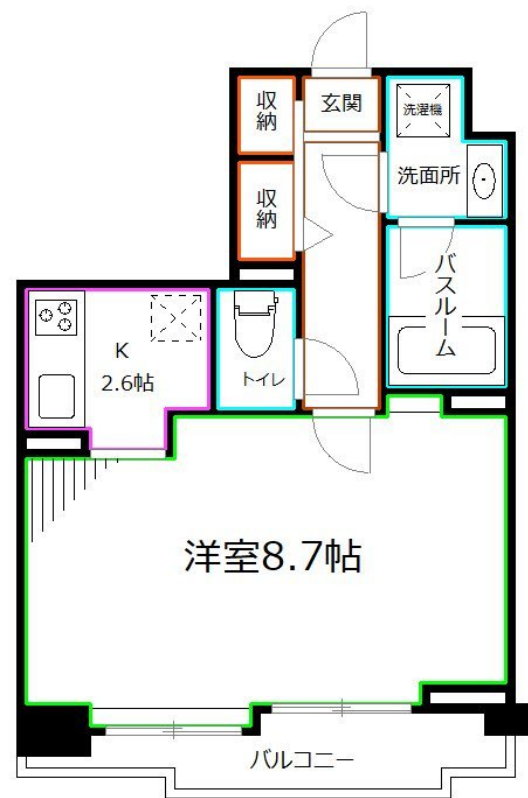 収納
玄関
洗濯機
洗面所
収納
バスルーム
K
2.6帖
トイレ
洋室8.7帖
バルコニー